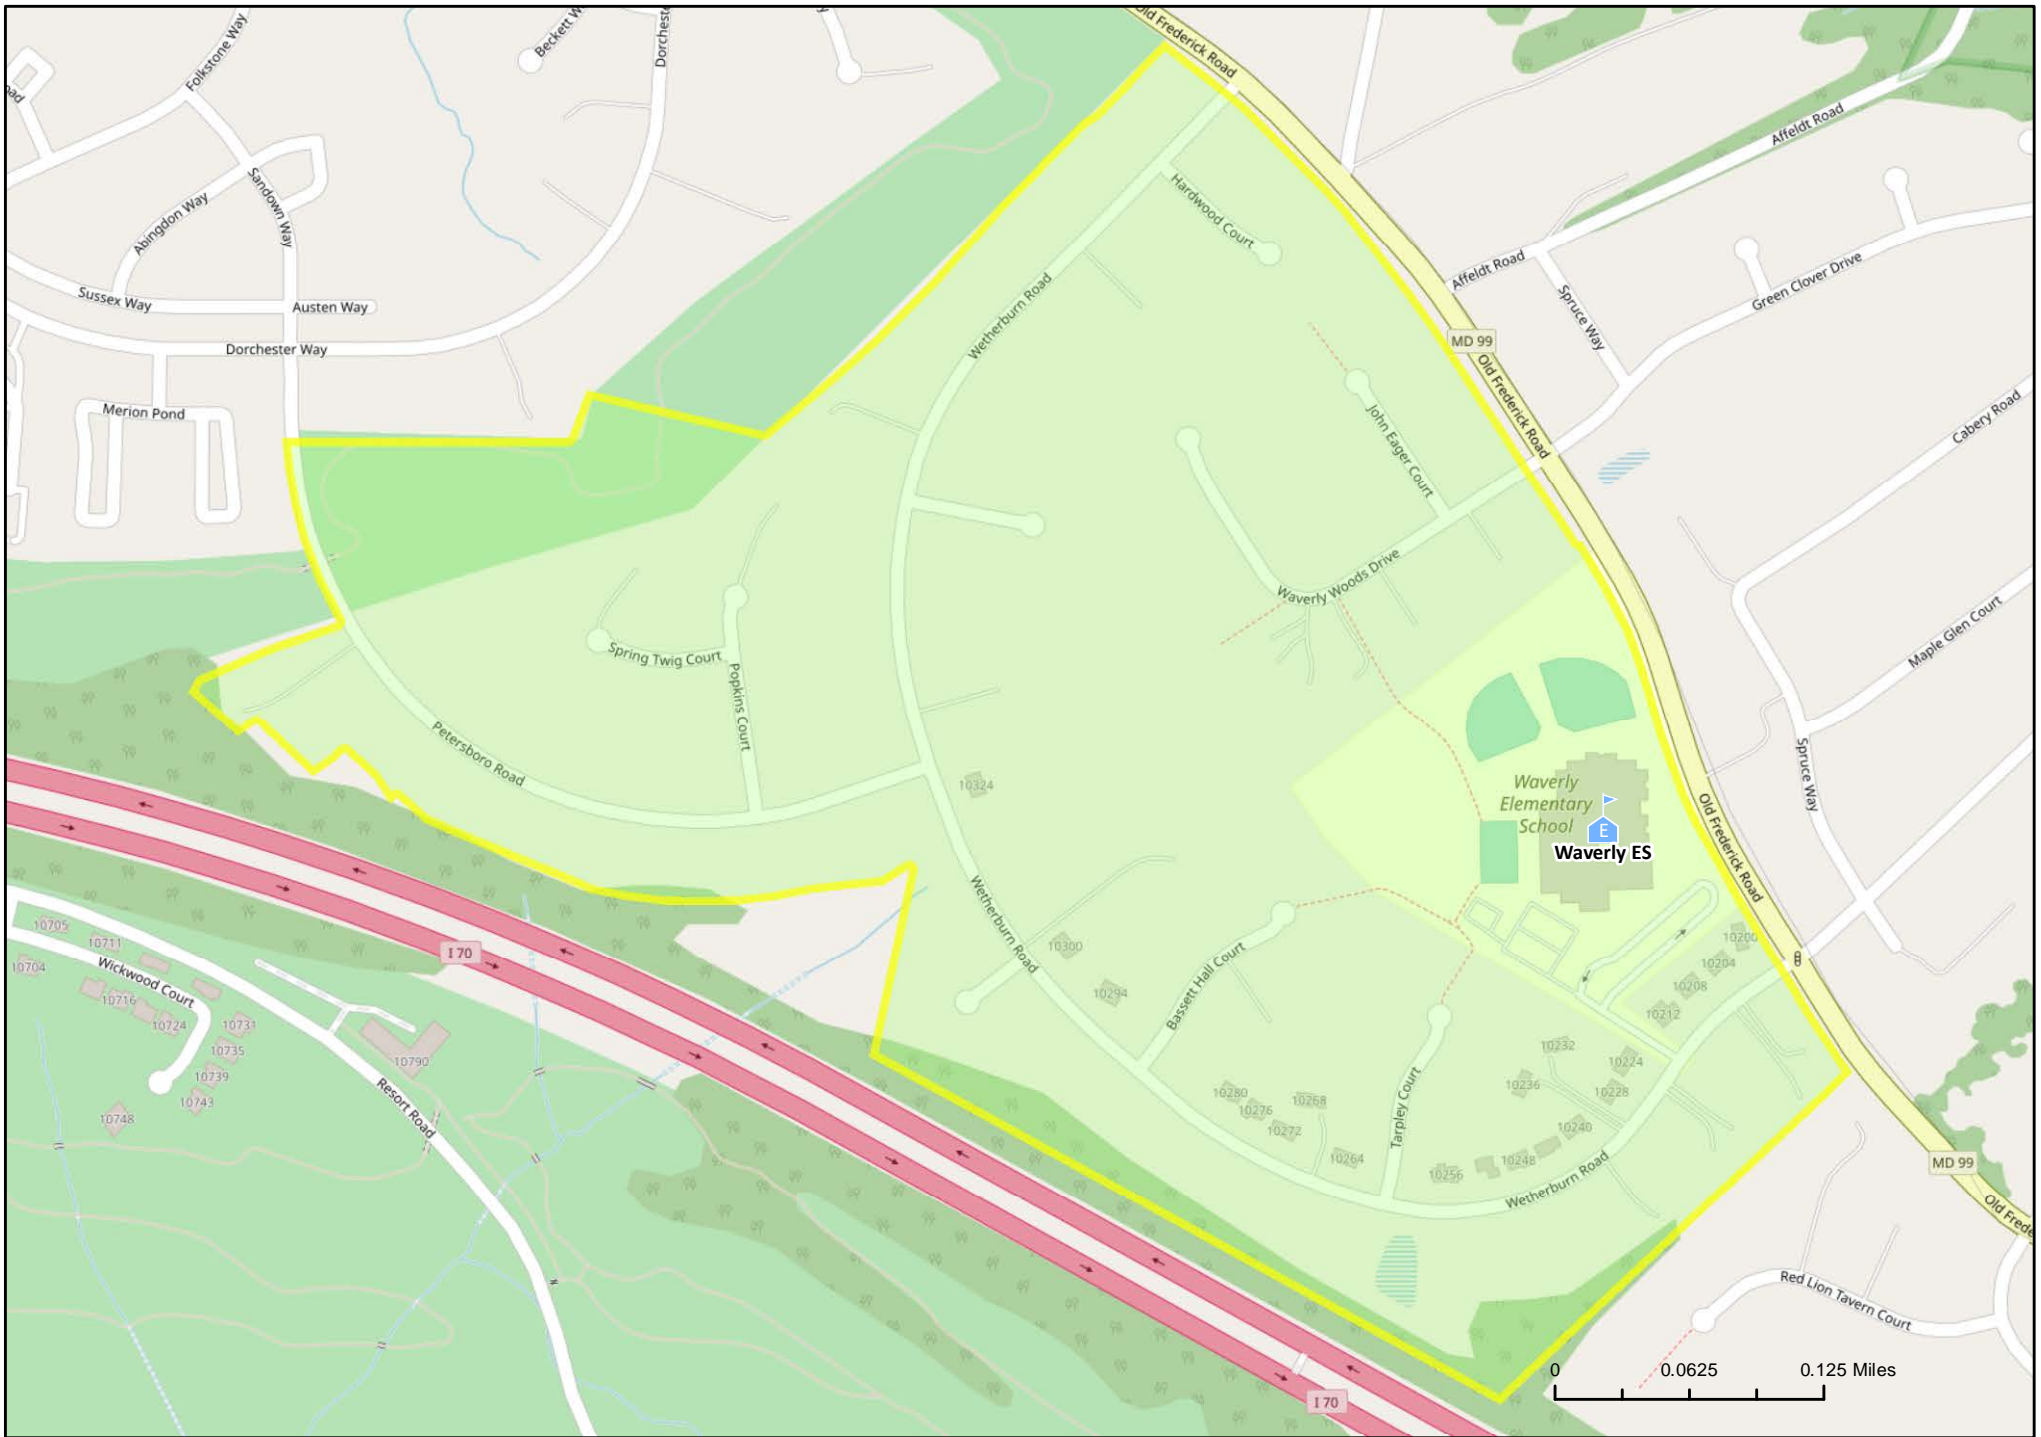 Old Frederick Road
Folkstone Way
Beckett W
Dorcheste
y
oad
Affeldt Road
Sandown Way
Abingdon Way
Hardwood Court
Affeldt Road
Green Clover Drive
Spruce Way
Sussex Way
Austen Way
Wetherburn Road
Dorchester Way
MD 99
Old Frederick Road
Merion Pond
John Eager Court
Cabery Road
Waverly Woods Drive
Maple Glen Court
Spring Twig Court
Popkins Court
Petersboro Road
10324
Waverly
Elementary
School
E
Waverly ES
Spruce Way
Old Frederick Road
Wetherburn Road
10705
10711
10704
Wickwood Court
10716
10724
10731
10735
10739
10743
10748
10790
I 70
Resort Road
10300
10294
Bassett Hall Court
10200
10204
10208
10212
10232
10224
10236
10228
10280
10276
10268
10272
10264
Tarpley Court
10240
10248
10256
Wetherburn Road
MD 99
Old Frede
Red Lion Tavern Court
I 70
0 0.0625 0.125 Miles